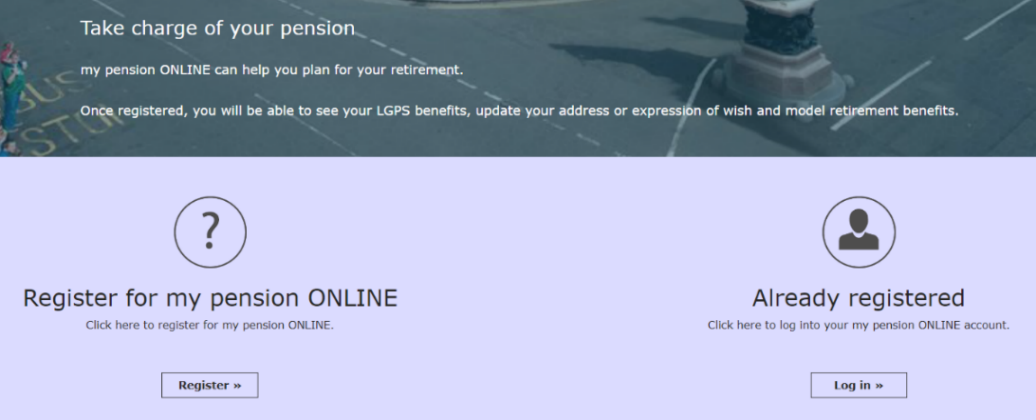 Take charge of your pension
my pension ONLINE can help you plan for your retirement.
Once registered, you will be able to see your LGPS benefits, update your address or expression of wish and model retirement benefits.
BUS
STOP
?
Register for my pension ONLINE
Click here to register for my pension ONLINE.
Register »
Already registered
Click here to log into your my pension ONLINE account.
Log in »